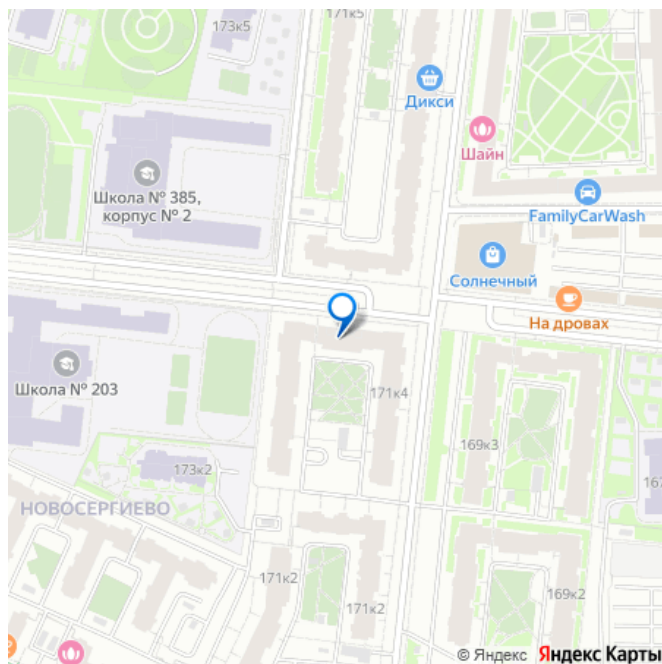 173к5
171к5
Дикси
Шайн
Школа № 385,
корпус № 2
FamilyCarWash
Солнечный
На дровах
Школа № 203
171к4
169к3
173к2
НОВОСЕРГИЕВО
171к2
171к2
169к2
© Яндекс Яндекс Карты